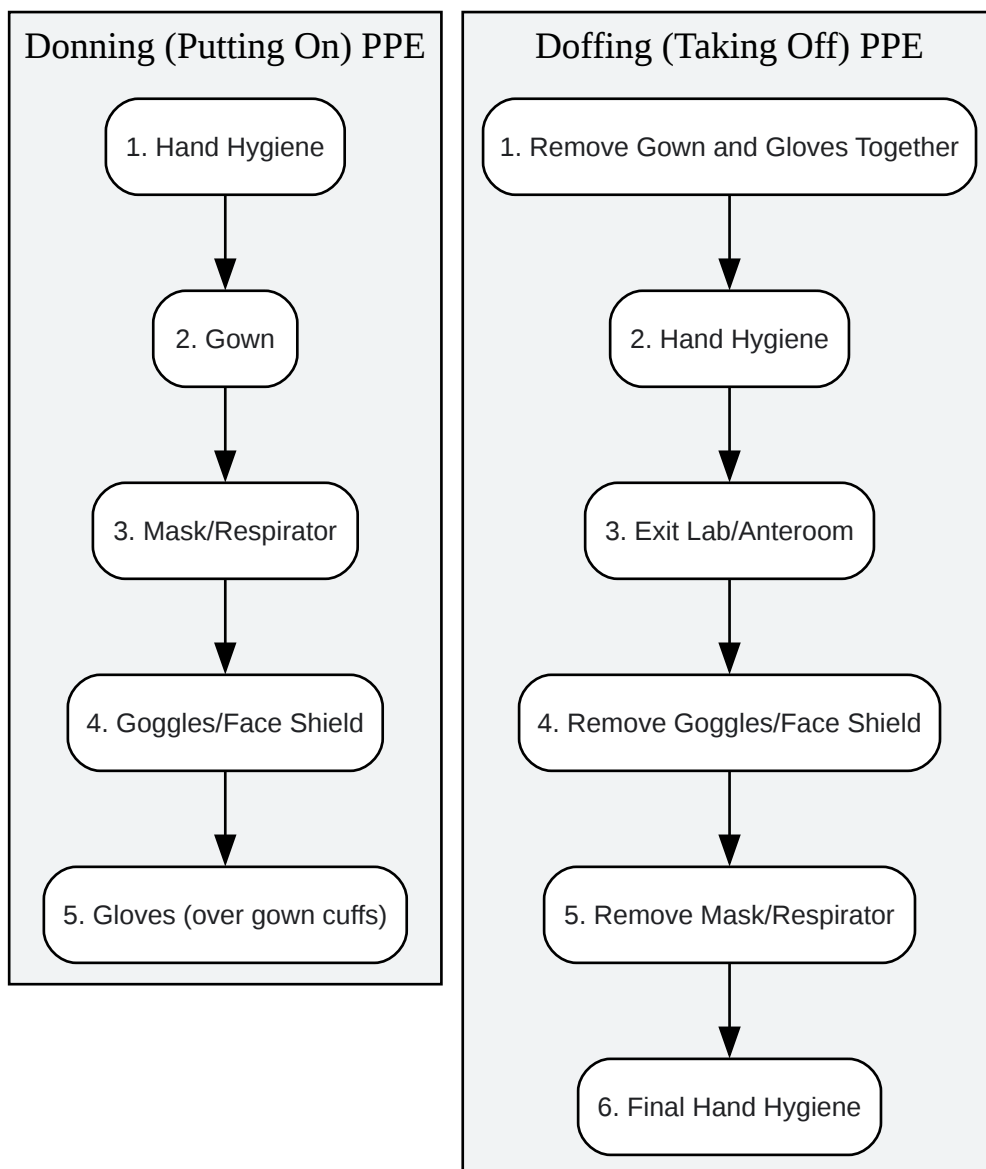 Donning (Putting On) PPE
1. Hand Hygiene
2. Gown
3. Mask/Respirator
4. Goggles/Face Shield
5. Gloves (over gown cuffs)
Doffing (Taking Off) PPE
1. Remove Gown and Gloves Together
2. Hand Hygiene
3. Exit Lab/Anteroom
4. Remove Goggles/Face Shield
5. Remove Mask/Respirator
6. Final Hand Hygiene